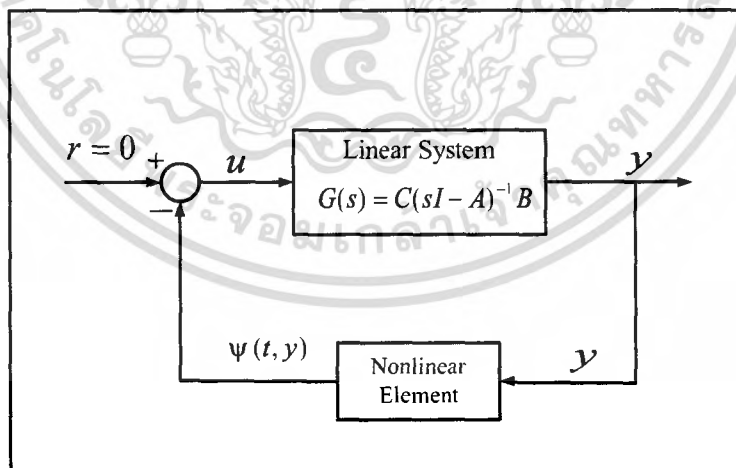 r = 0
+
u
Linear System
G(s) = C(sI − A)⁻¹ B
y
−
ψ (t, y)
Nonlinear
Element
y